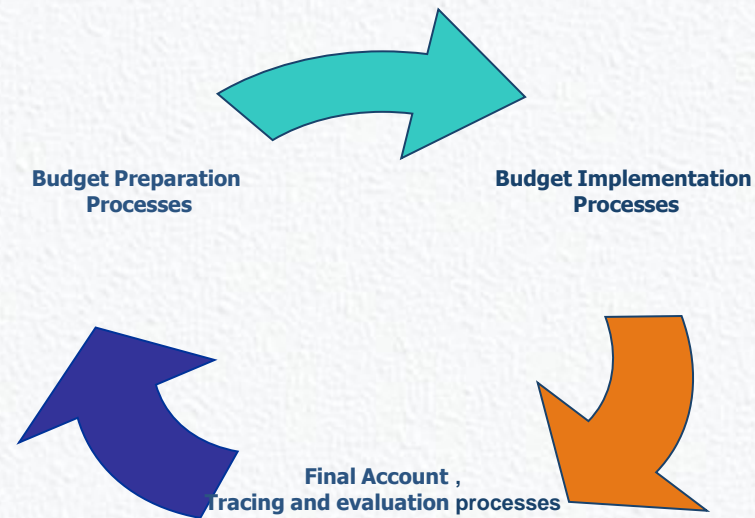 Budget Preparation
Processes
Budget Implementation
Processes
Final Account ,
Tracing and evaluation processes